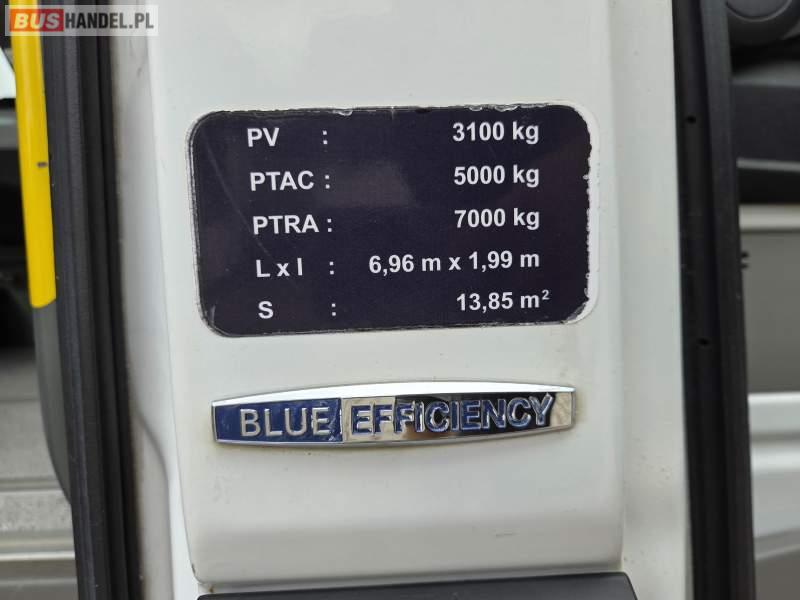 BUSHANDEL.PL
PV : 3100 kg
PTAC : 5000 kg
PTRA : 7000 kg
L x l : 6,96 m x 1,99 m
S : 13,85 m²
BLUE EFFICIENCY